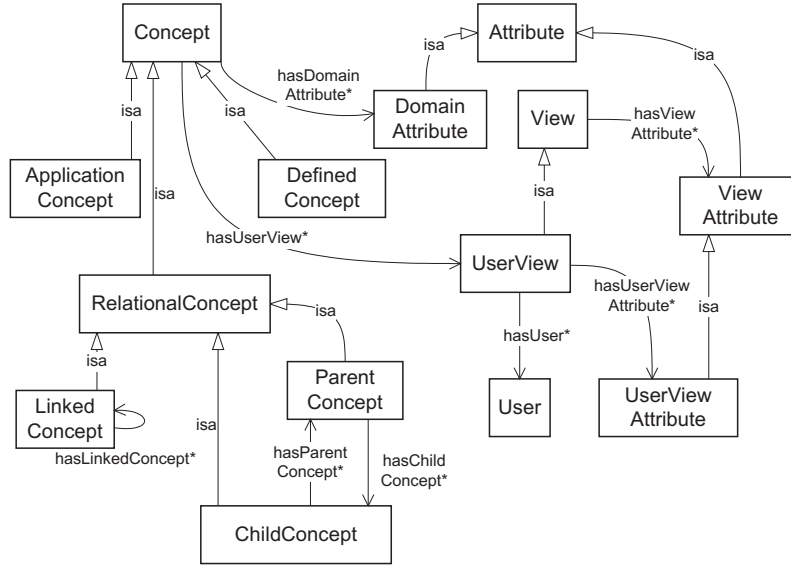 Concept
Attribute
isa
isa
hasDomain
Attribute*
Domain
Attribute
View
hasView
Attribute*
isa
isa
isa
isa
Application
Concept
Defined
Concept
View
Attribute
hasUserView*
UserView
hasUserView
Attribute*
isa
RelationalConcept
isa
hasUser*
isa
Parent
Concept
User
UserView
Attribute
Linked
Concept
isa
hasLinkedConcept*
hasParent
Concept*
hasChild
Concept*
ChildConcept